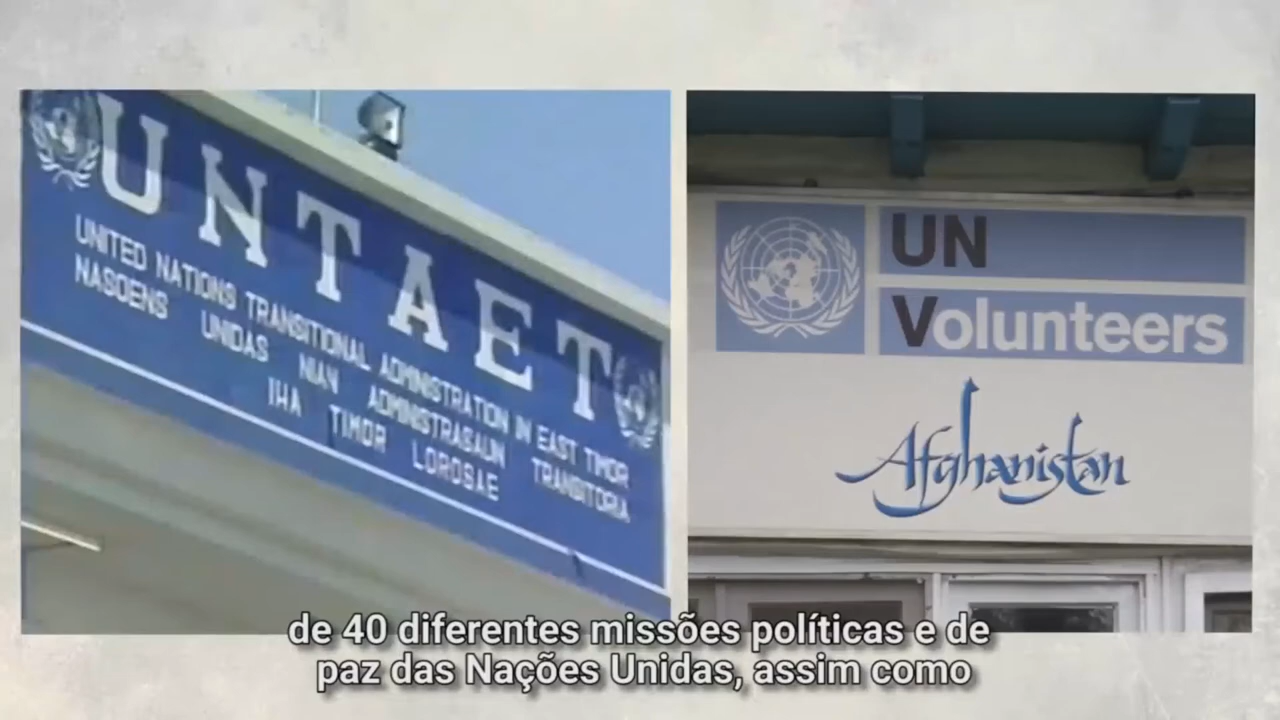 UNTAET
UNITED NATIONS TRANSITIONAL ADMINISTRATION IN EAST TIMOR
NASOENS UNIDAS NIAN ADMINISTRASAUN TRANSITORIA
IHA TIMOR LOROSAE
UN
Volunteers
Afghanistan
de 40 diferentes missões políticas e de
paz das Nações Unidas, assim como